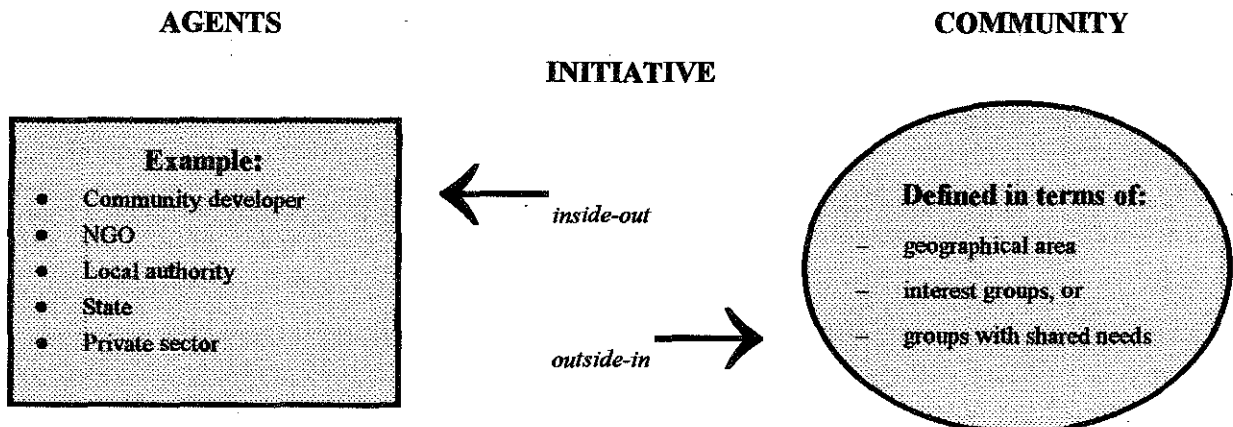 AGENTS
COMMUNITY
INITIATIVE
Example:
• Community developer
• NGO
• Local authority
• State
• Private sector
inside-out
outside-in
Defined in terms of:
– geographical area
– interest groups, or
– groups with shared needs